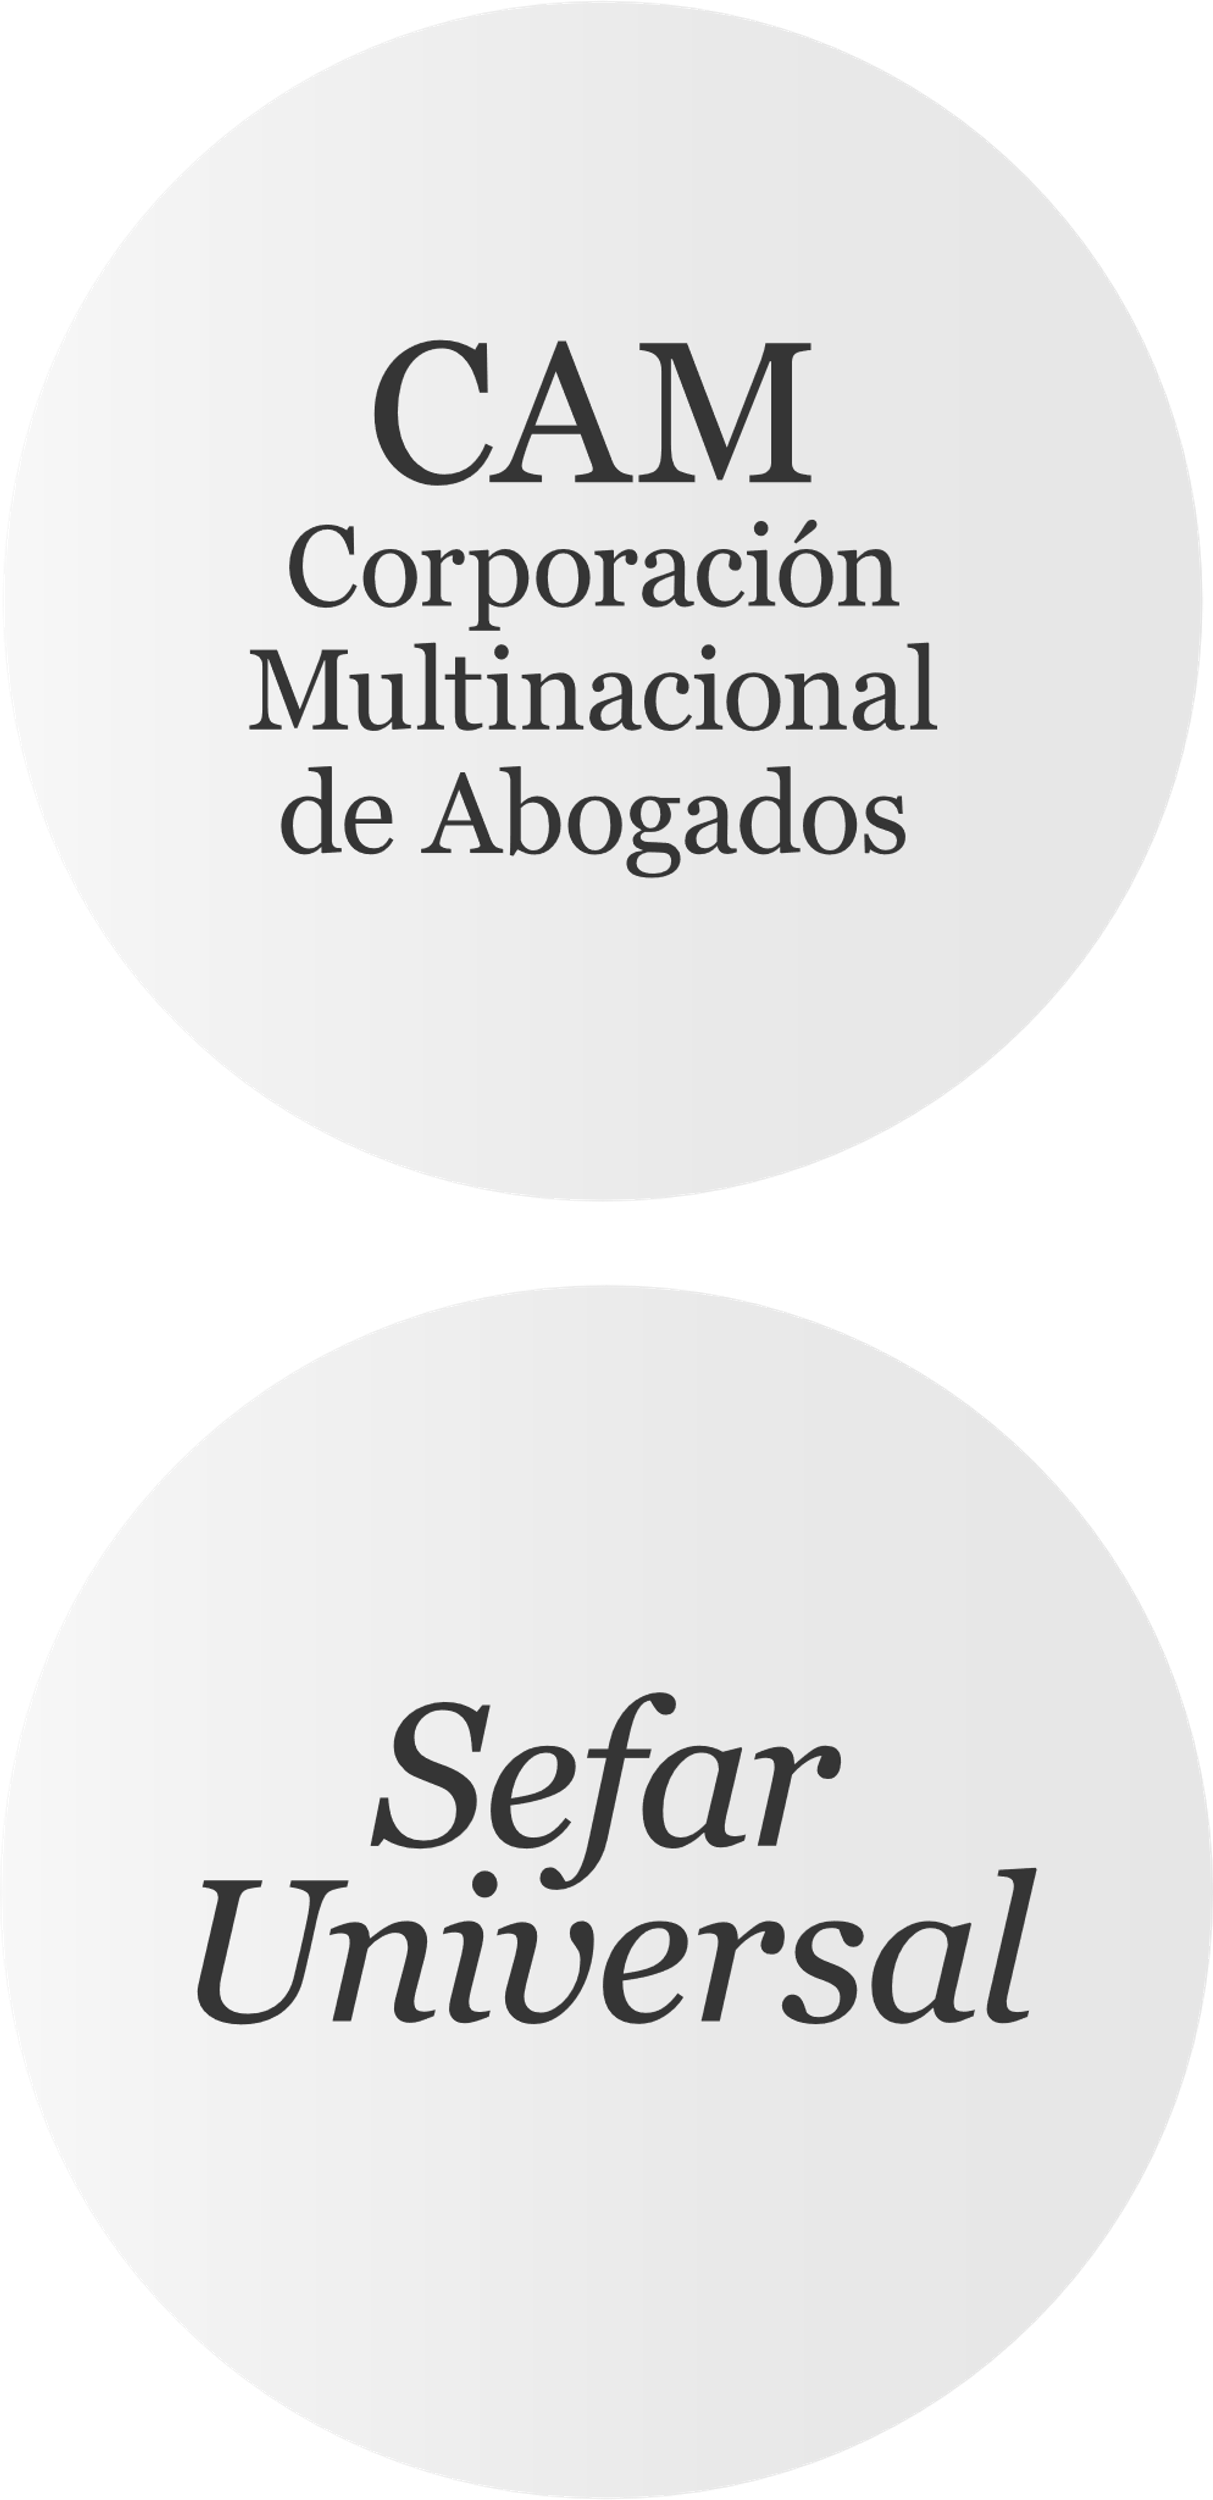 CAM
Corporación
Multinacional
de Abogados
Sefar
Universal